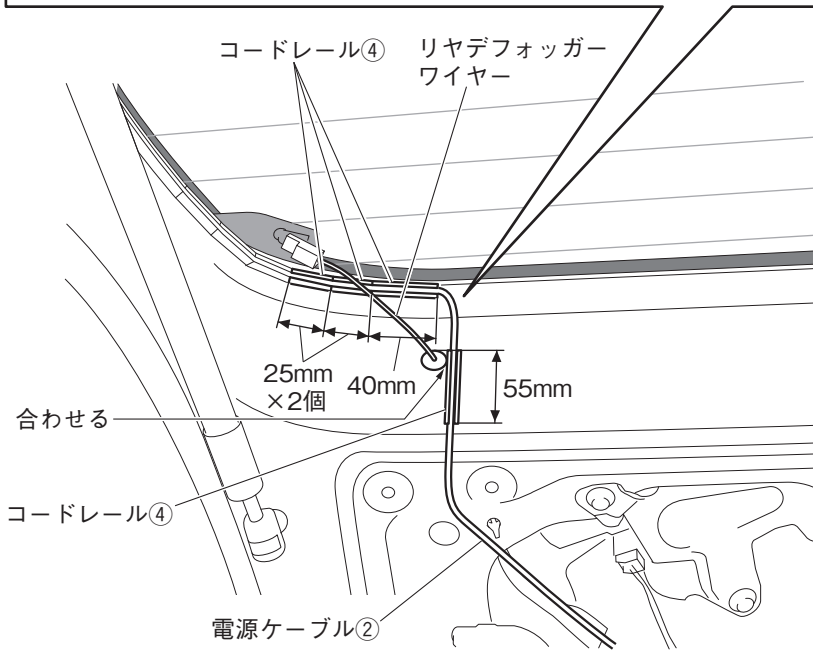 コードレール④
リヤデフォッガー
ワイヤー
25mm
×2個
40mm
55mm
合わせる
コードレール④
電源ケーブル②